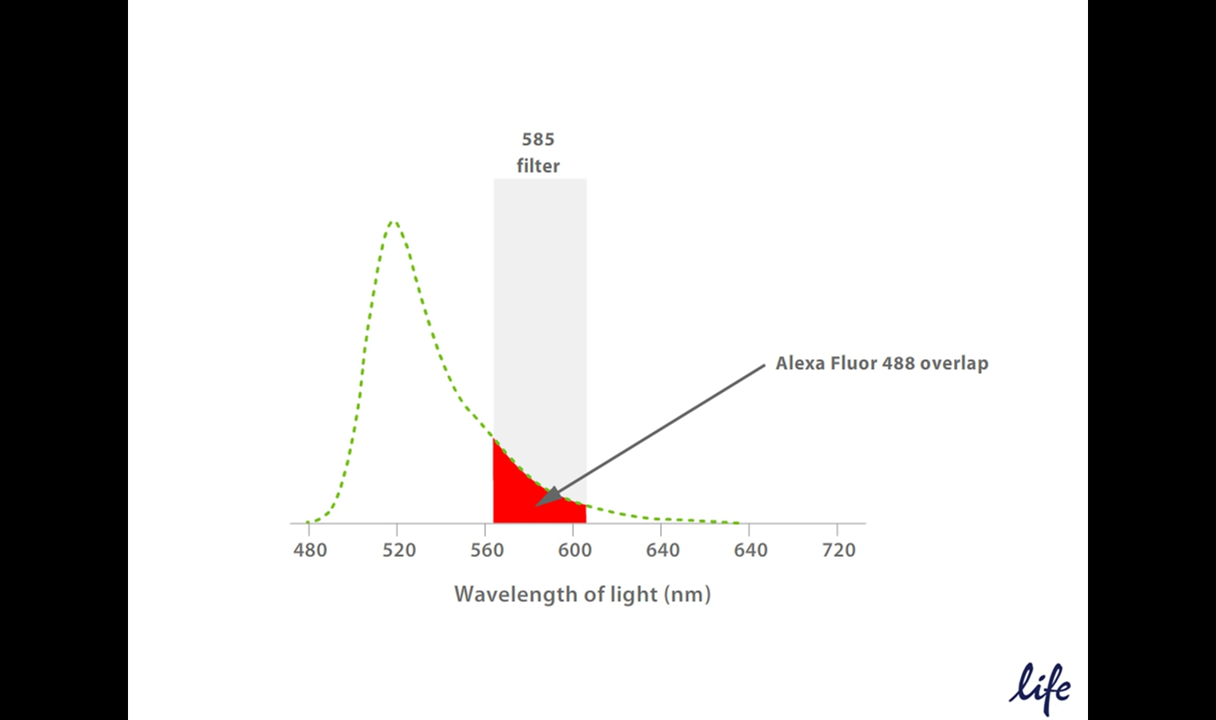 585
filter
Alexa Fluor 488 overlap
480 520 560 600 640 640 720
Wavelength of light (nm)
life